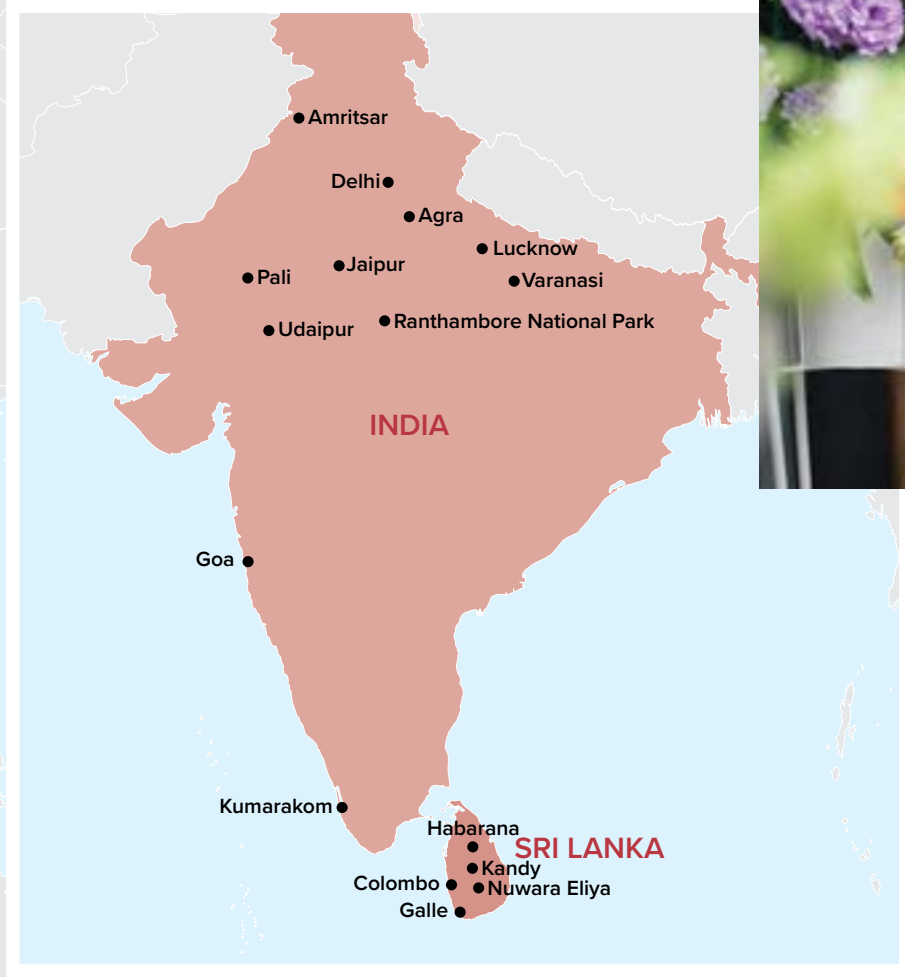 Amritsar
Delhi
Agra
Lucknow
Jaipur
Pali
Varanasi
Ranthambore National Park
Udaipur
INDIA
Goa
Kumarakom
Habarana
SRI LANKA
Kandy
Colombo
Nuwara Eliya
Galle